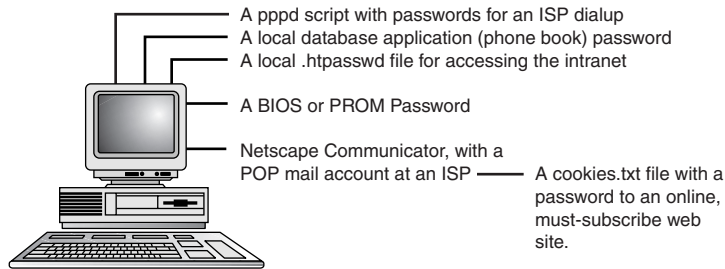 A pppd script with passwords for an ISP dialup
A local database application (phone book) password
A local .htpasswd file for accessing the intranet
A BIOS or PROM Password
Netscape Communicator, with a
POP mail account at an ISP
A cookies.txt file with a
password to an online,
must-subscribe web
site.